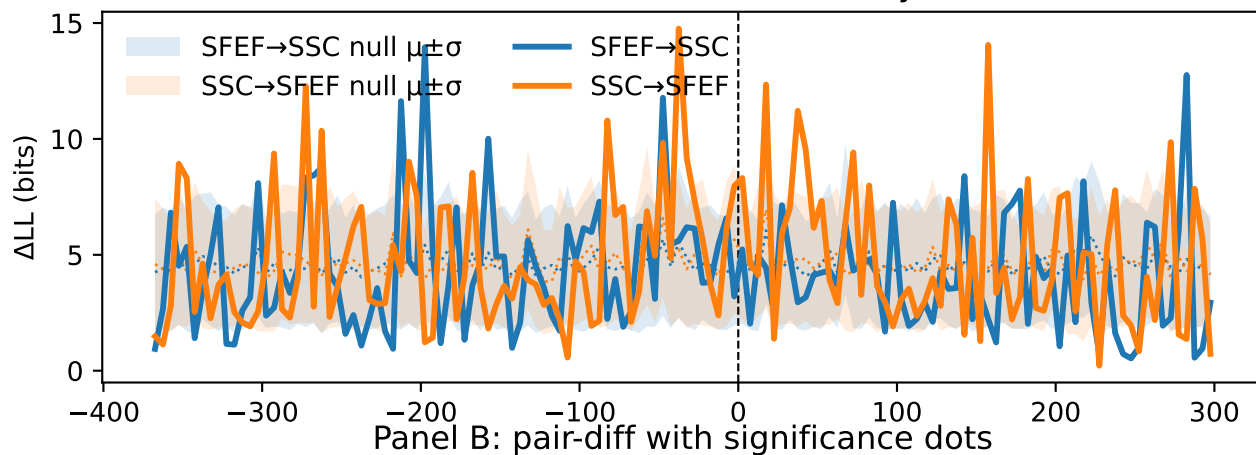 15
10
5
0
ΔLL (bits)
SFEF→SSC null μ±σ
SSC→SFEF null μ±σ
SFEF→SSC
SSC→SFEF
−400 −300 −200 −100 0 100 200 300
Panel B: pair-diff with significance dots